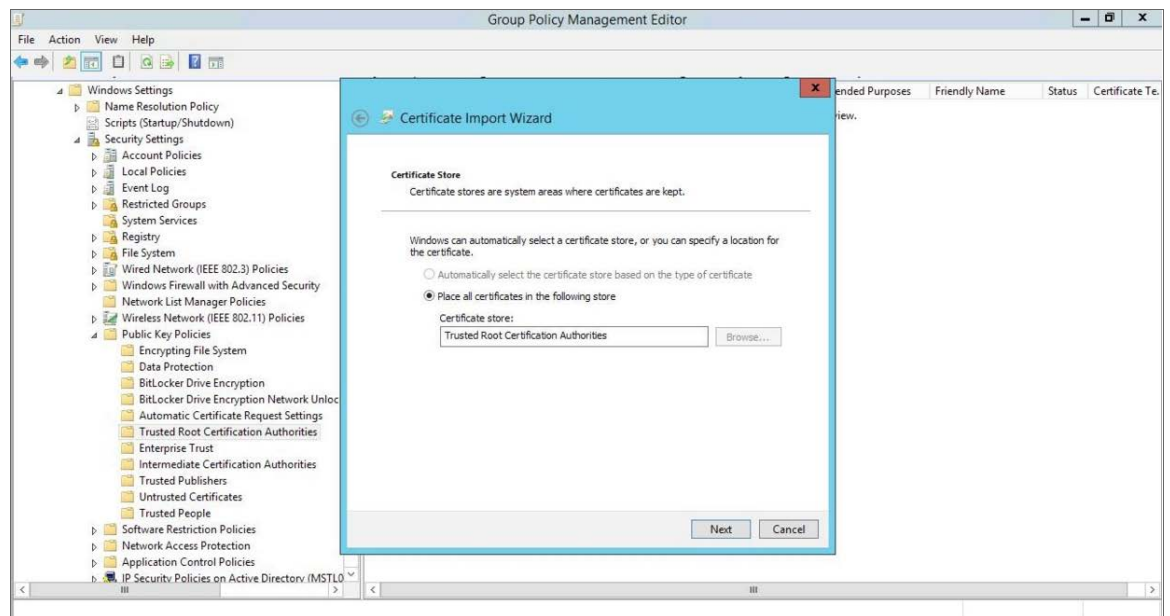 Group Policy Management Editor
File Action View Help
Windows Settings
Name Resolution Policy
Scripts (Startup/Shutdown)
Security Settings
Account Policies
Local Policies
Event Log
Restricted Groups
System Services
Registry
File System
Wired Network (IEEE 802.3) Policies
Windows Firewall with Advanced Security
Network List Manager Policies
Wireless Network (IEEE 802.11) Policies
Public Key Policies
Encrypting File System
Data Protection
BitLocker Drive Encryption
BitLocker Drive Encryption Network Unloc
Automatic Certificate Request Settings
Trusted Root Certification Authorities
Enterprise Trust
Intermediate Certification Authorities
Trusted Publishers
Untrusted Certificates
Trusted People
Software Restriction Policies
Network Access Protection
Application Control Policies
IP Security Policies on Active Directory (MSTL0
ended Purposes Friendly Name Status Certificate Te.
view.
Certificate Import Wizard
Certificate Store
Certificate stores are system areas where certificates are kept.
Windows can automatically select a certificate store, or you can specify a location for
the certificate.
Automatically select the certificate store based on the type of certificate
Place all certificates in the following store
Certificate store:
Trusted Root Certification Authorities
Browse...
Next Cancel